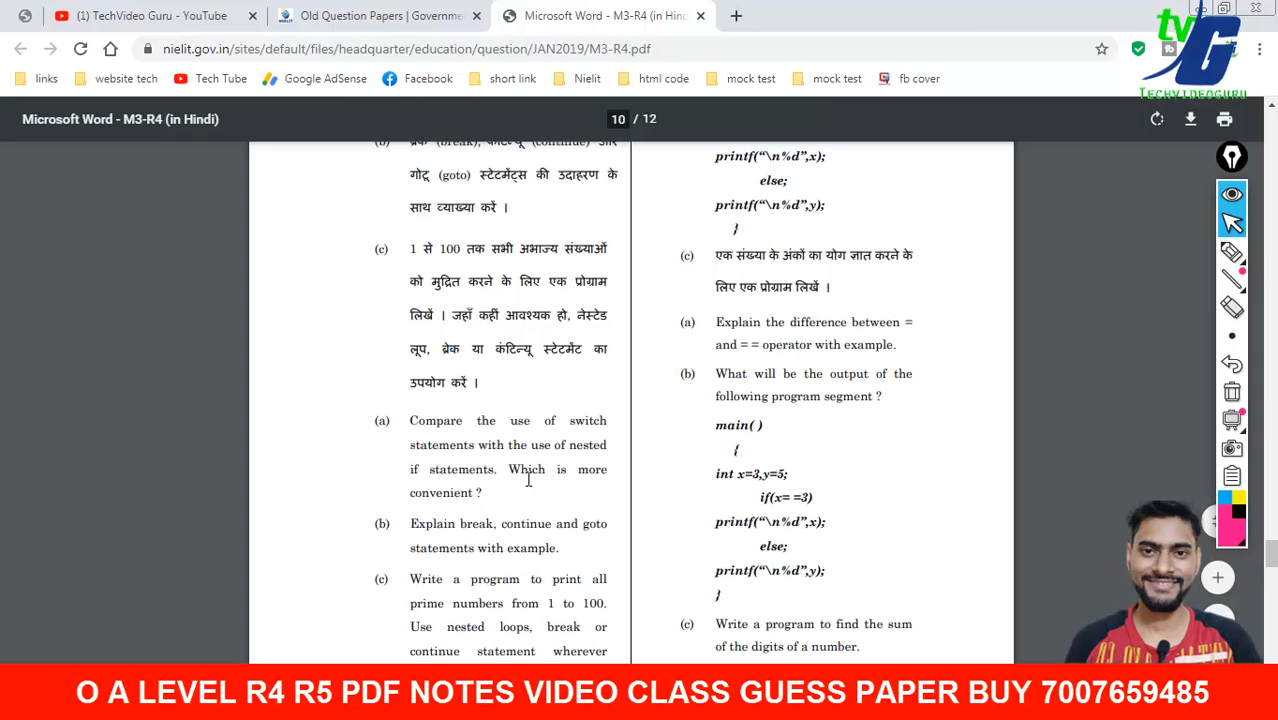 (1) TechVideo Guru - YouTube
Old Question Papers | Governme
Microsoft Word - M3-R4 (in Hind
nielit.gov.in/sites/default/files/headquarter/education/question/JAN2019/M3-R4.pdf
links
website tech
Tech Tube
Google AdSense
Facebook
short link
Nielit
html code
mock test
mock test
fb cover
TECHVIDEOGURU
Microsoft Word - M3-R4 (in Hindi)
10 / 12
(b) ब्रेक (break), कंटिन्यू (continue) और
गोटू (goto) स्टेटमेंट्स की उदाहरण के
साथ व्याख्या करें ।
(c) 1 से 100 तक सभी अभाज्य संख्याओं
को मुद्रित करने के लिए एक प्रोग्राम
लिखें । जहाँ कहीं आवश्यक हो, नेस्टेड
लूप, ब्रेक या कंटिन्यू स्टेटमेंट का
उपयोग करें ।
(a) Compare the use of switch
statements with the use of nested
if statements. Which is more
convenient ?
(b) Explain break, continue and goto
statements with example.
(c) Write a program to print all
prime numbers from 1 to 100.
Use nested loops, break or
continue statement wherever
printf(“\n%d”,x);
else;
printf(“\n%d”,y);
}
(c) एक संख्या के अंकों का योग ज्ञात करने के
लिए एक प्रोग्राम लिखें ।
(a) Explain the difference between =
and = = operator with example.
(b) What will be the output of the
following program segment ?
main( )
{
int x=3,y=5;
if(x= =3)
printf(“\n%d”,x);
else;
printf(“\n%d”,y);
}
(c) Write a program to find the sum
of the digits of a number.
O A LEVEL R4 R5 PDF NOTES VIDEO CLASS GUESS PAPER BUY 7007659485